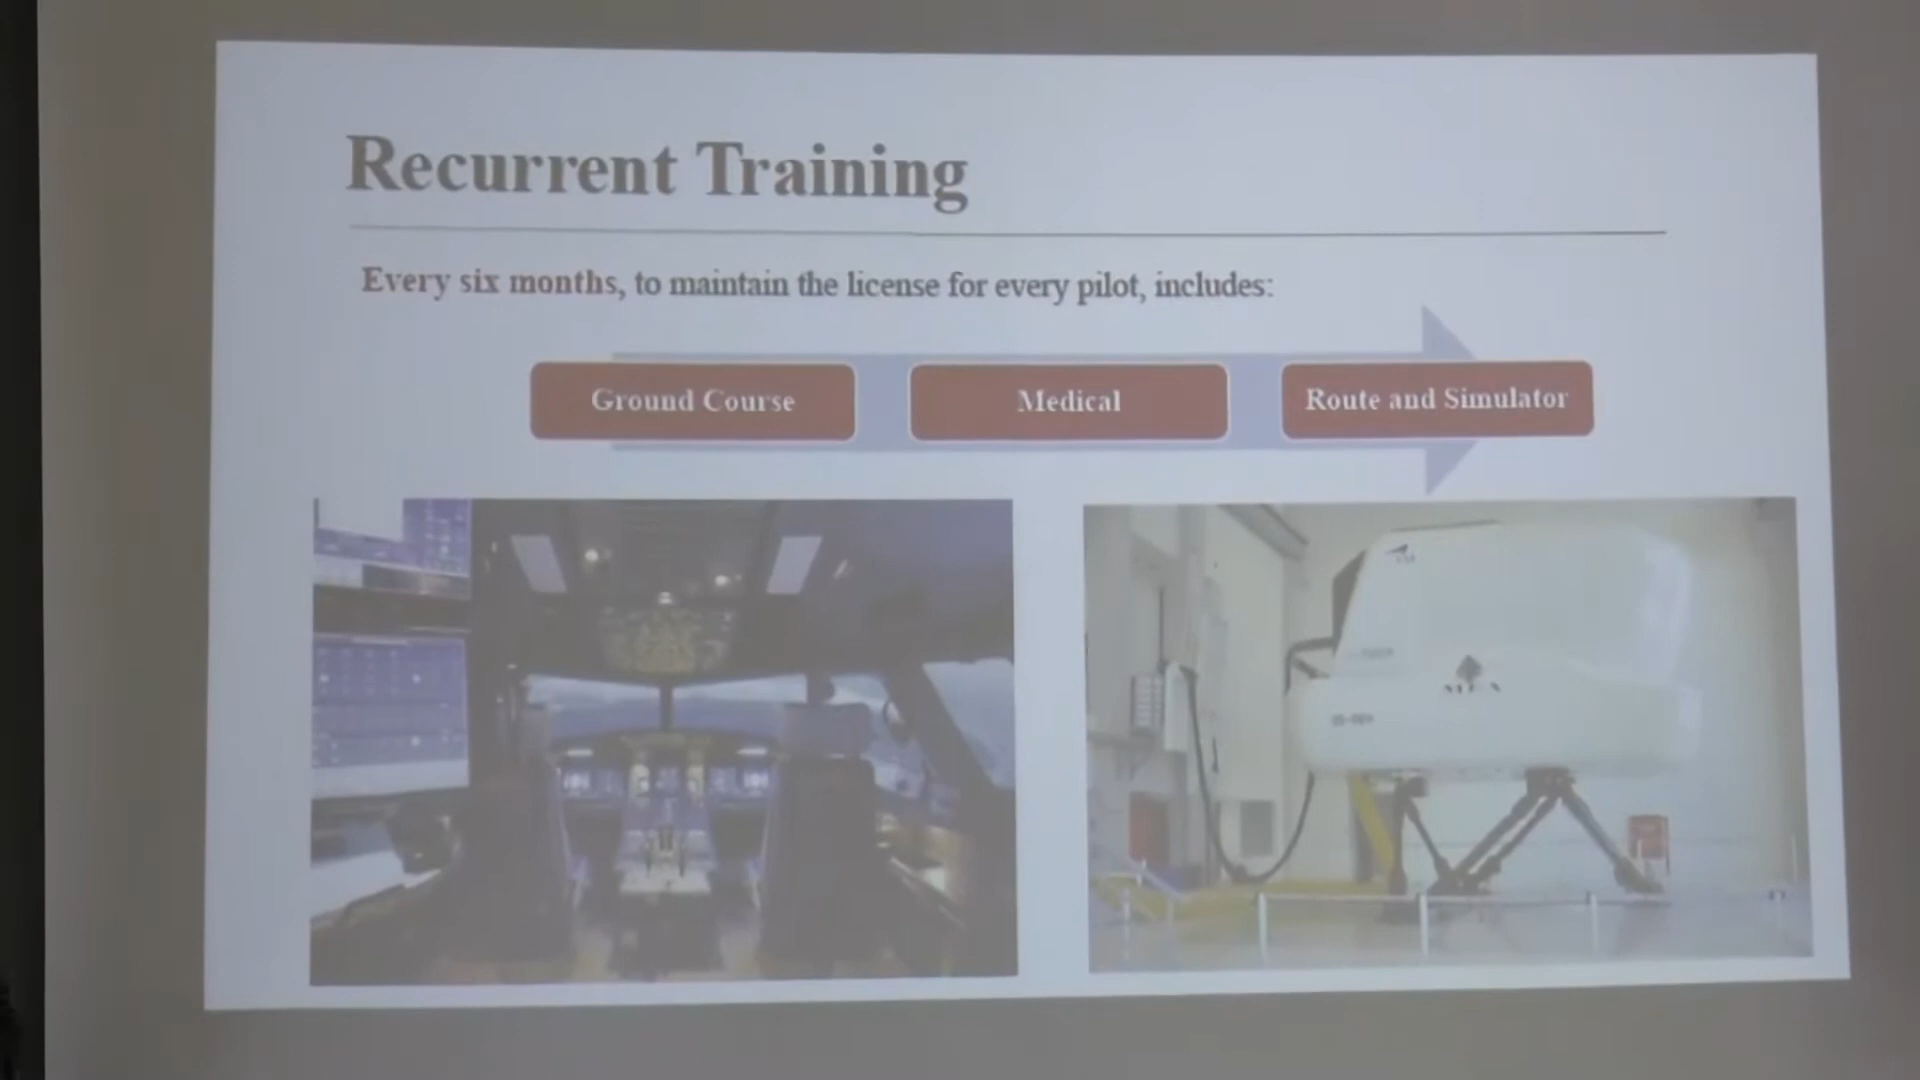 Recurrent Training
Every six months, to maintain the license for every pilot, includes:
Ground Course
Medical
Route and Simulator